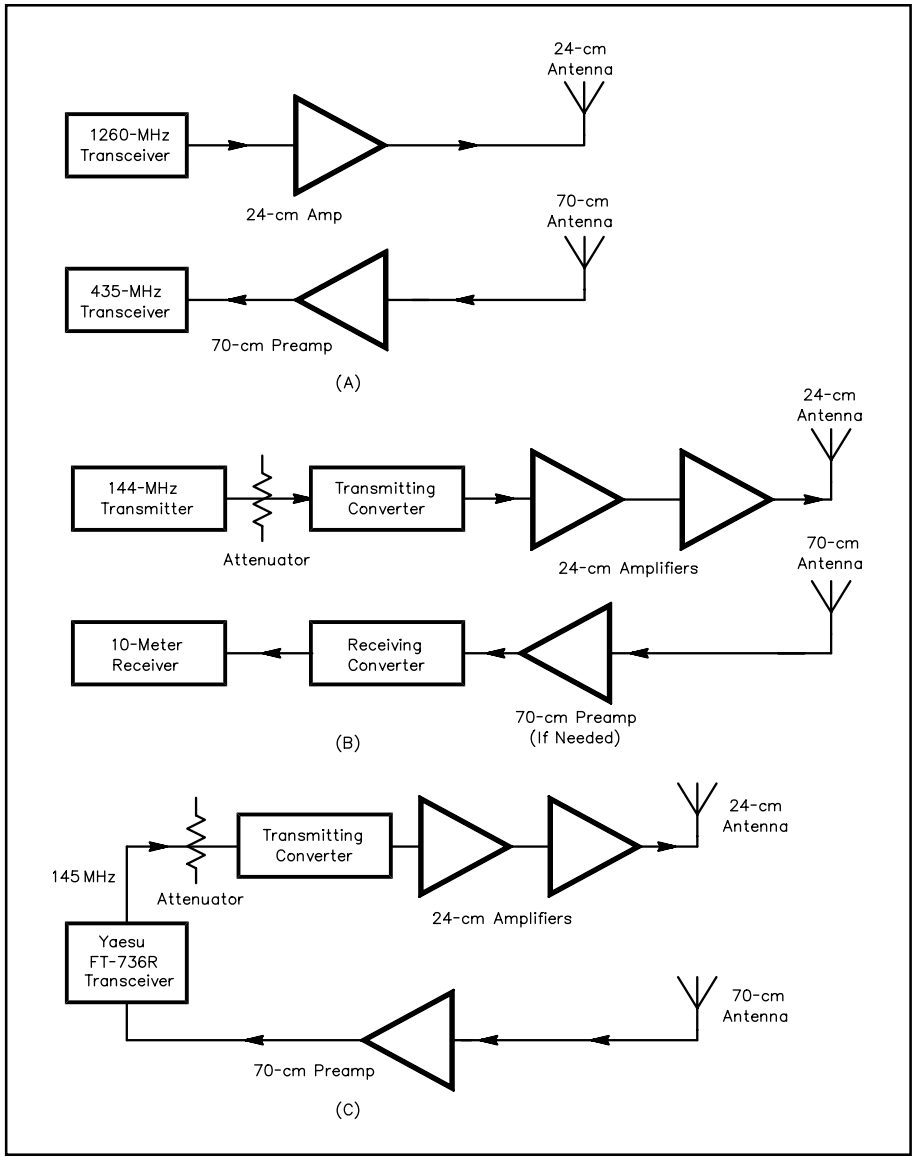 24-cm
Antenna
1260-MHz
Transceiver
24-cm Amp
70-cm
Antenna
435-MHz
Transceiver
70-cm Preamp
(A)
24-cm
Antenna
144-MHz
Transmitter
Transmitting
Converter
Attenuator
24-cm Amplifiers
70-cm
Antenna
10-Meter
Receiver
Receiving
Converter
70-cm Preamp
(If Needed)
(B)
24-cm
Antenna
Transmitting
Converter
145 MHz
Attenuator
24-cm Amplifiers
Yaesu
FT-736R
Transceiver
70-cm
Antenna
70-cm Preamp
(C)